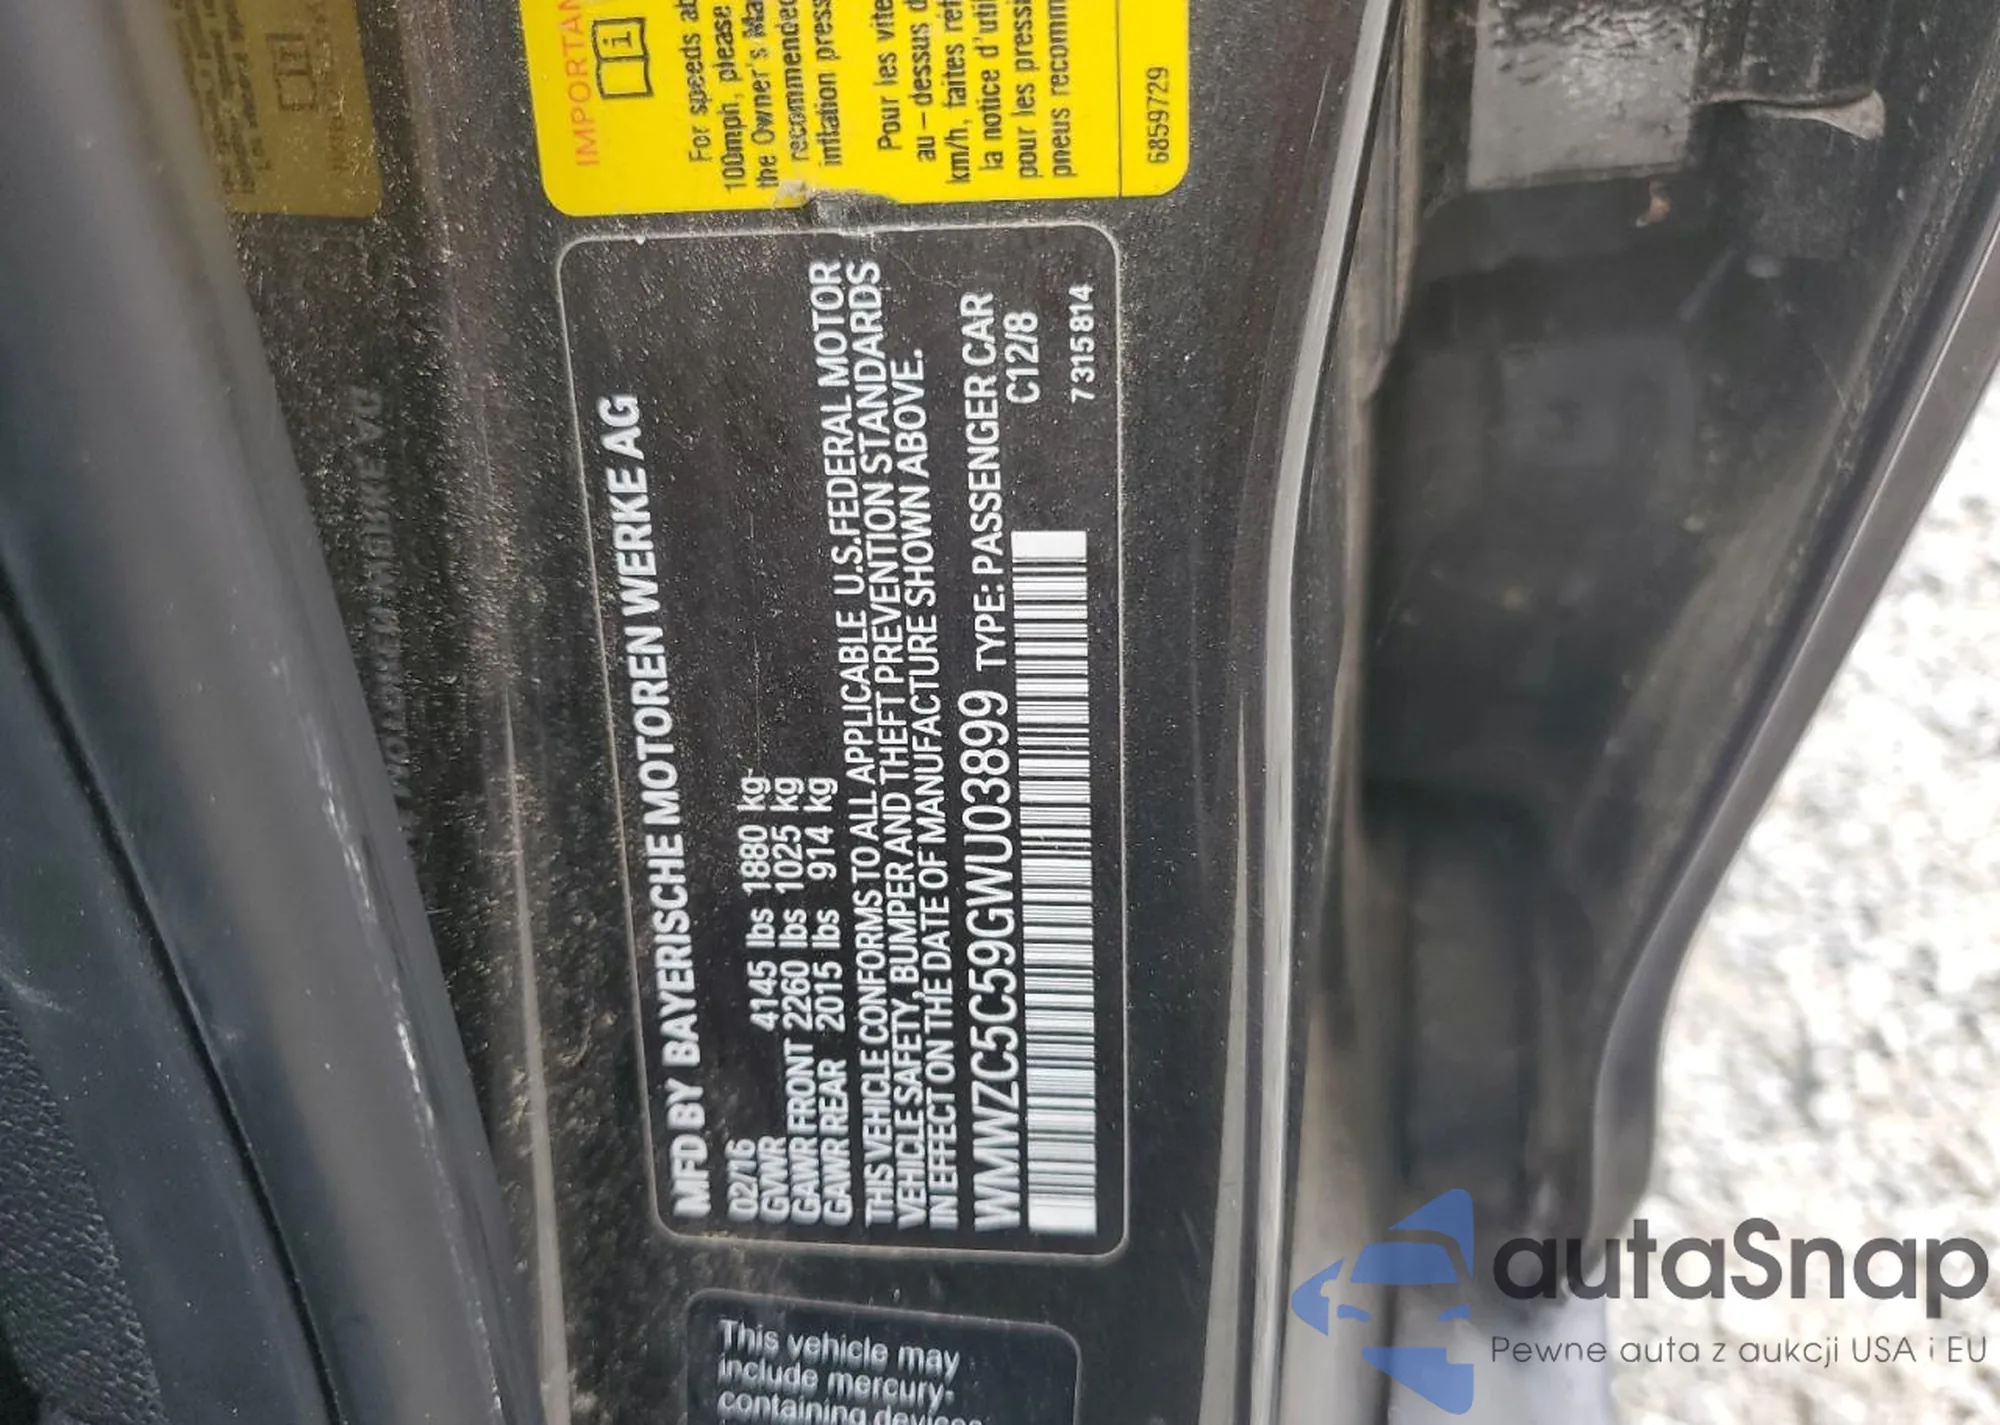 IMPORTAN
For speeds ab
100mph, please
the Owner's Ma
recommended
inflation press
Pour les vite
au - dessus d
km/h, faites réf
la notice d'util
pour les pressi
pneus recomm
6859729
MFD BY BAYERISCHE MOTOREN WERKE AG
02/16
GVWR 4145 lbs 1880 kg
GAWR FRONT 2260 lbs 1025 kg
GAWR REAR 2015 lbs 914 kg
THIS VEHICLE CONFORMS TO ALL APPLICABLE U.S.FEDERAL MOTOR
VEHICLE SAFETY, BUMPER AND THEFT PREVENTION STANDARDS
IN EFFECT ON THE DATE OF MANUFACTURE SHOWN ABOVE.
WMWZC5C59GWU03899 TYPE: PASSENGER CAR
C12/8
7315814
This vehicle may
include mercury-
containing devices
autaSnap
Pewne auta z aukcji USA i EU